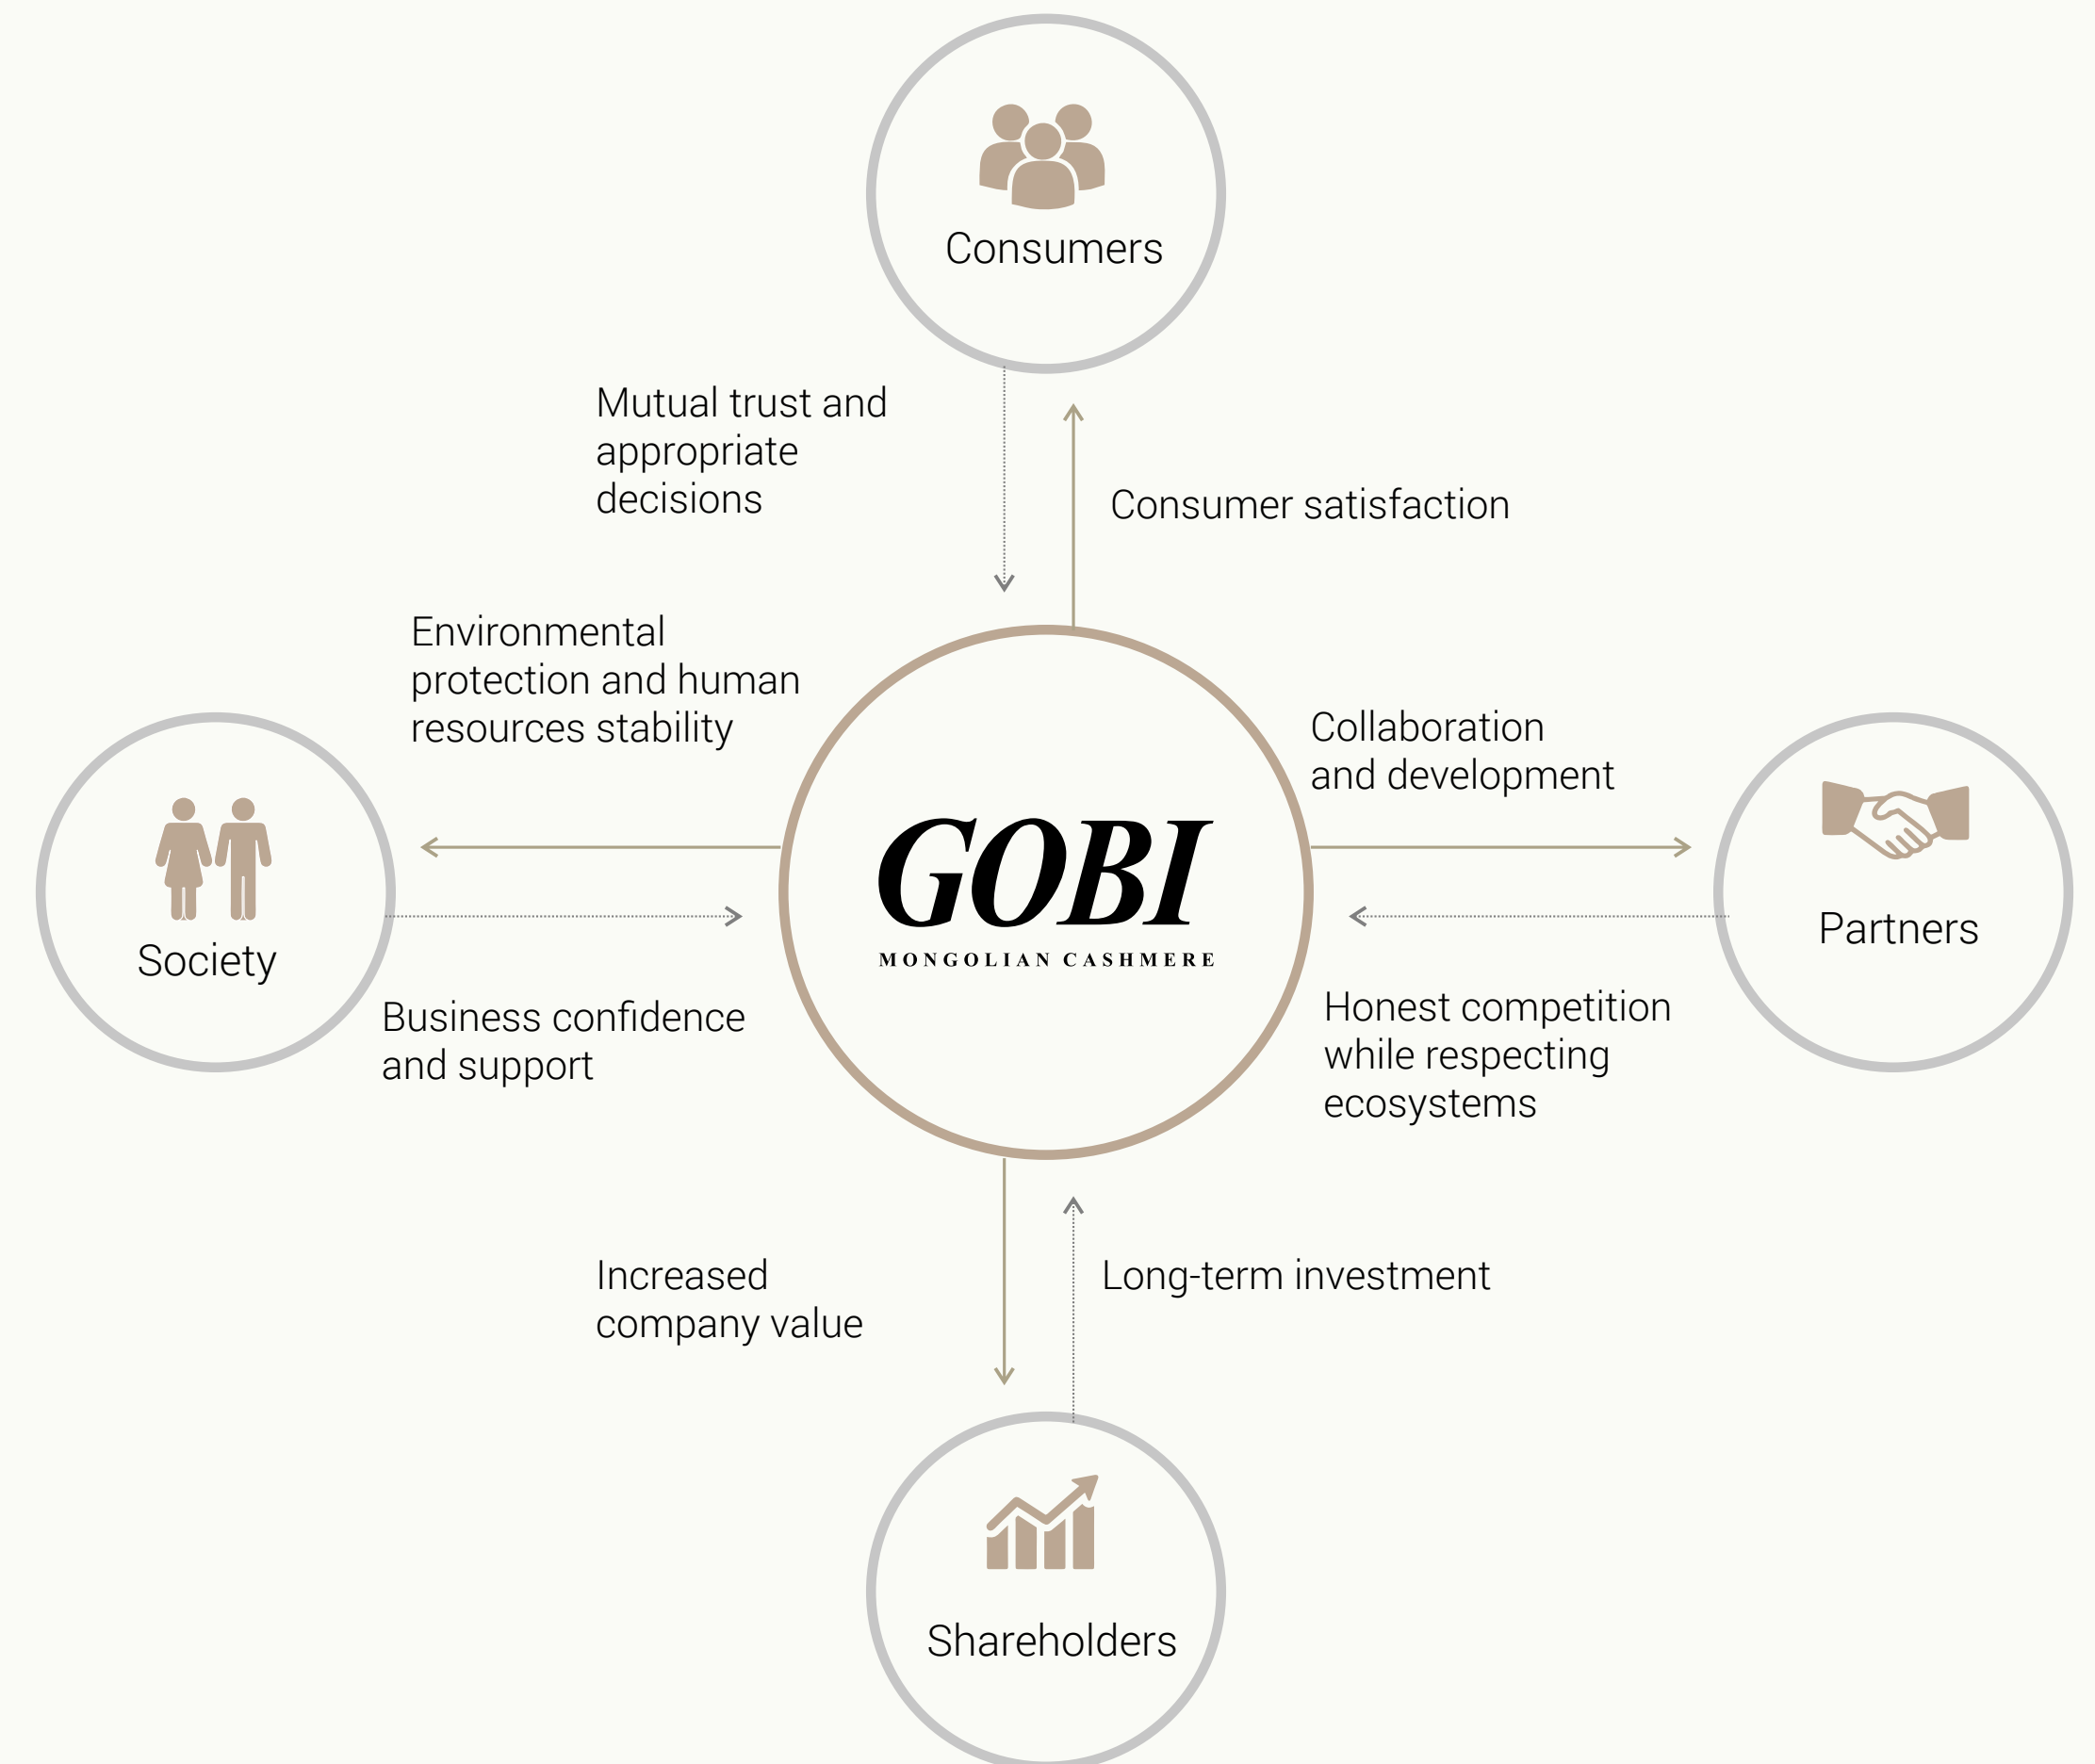 Consumers
Mutual trust and
appropriate
decisions
Consumer satisfaction
Environmental
protection and human
resources stability
Collaboration
and development
Society
GOBI
MONGOLIAN CASHMERE
Partners
Business confidence
and support
Honest competition
while respecting
ecosystems
Increased
company value
Long-term investment
Shareholders